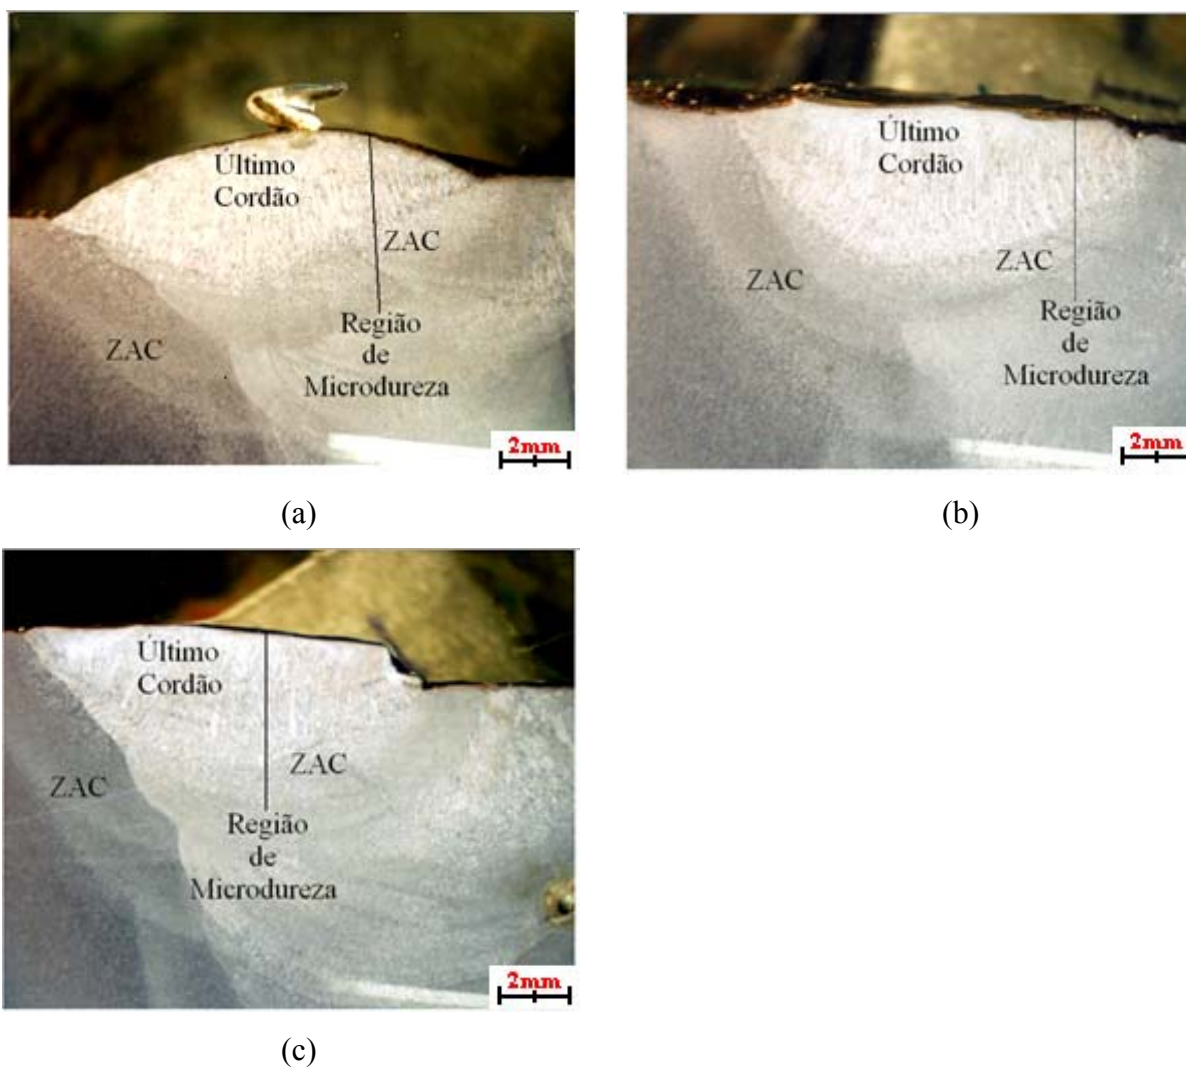 Último
Cordão
ZAC
ZAC
Região
de
Microdureza
2mm
(a)
Último
Cordão
ZAC
ZAC
Região
de
Microdureza
2mm
(b)
Último
Cordão
ZAC
ZAC
Região
de
Microdureza
2mm
(c)